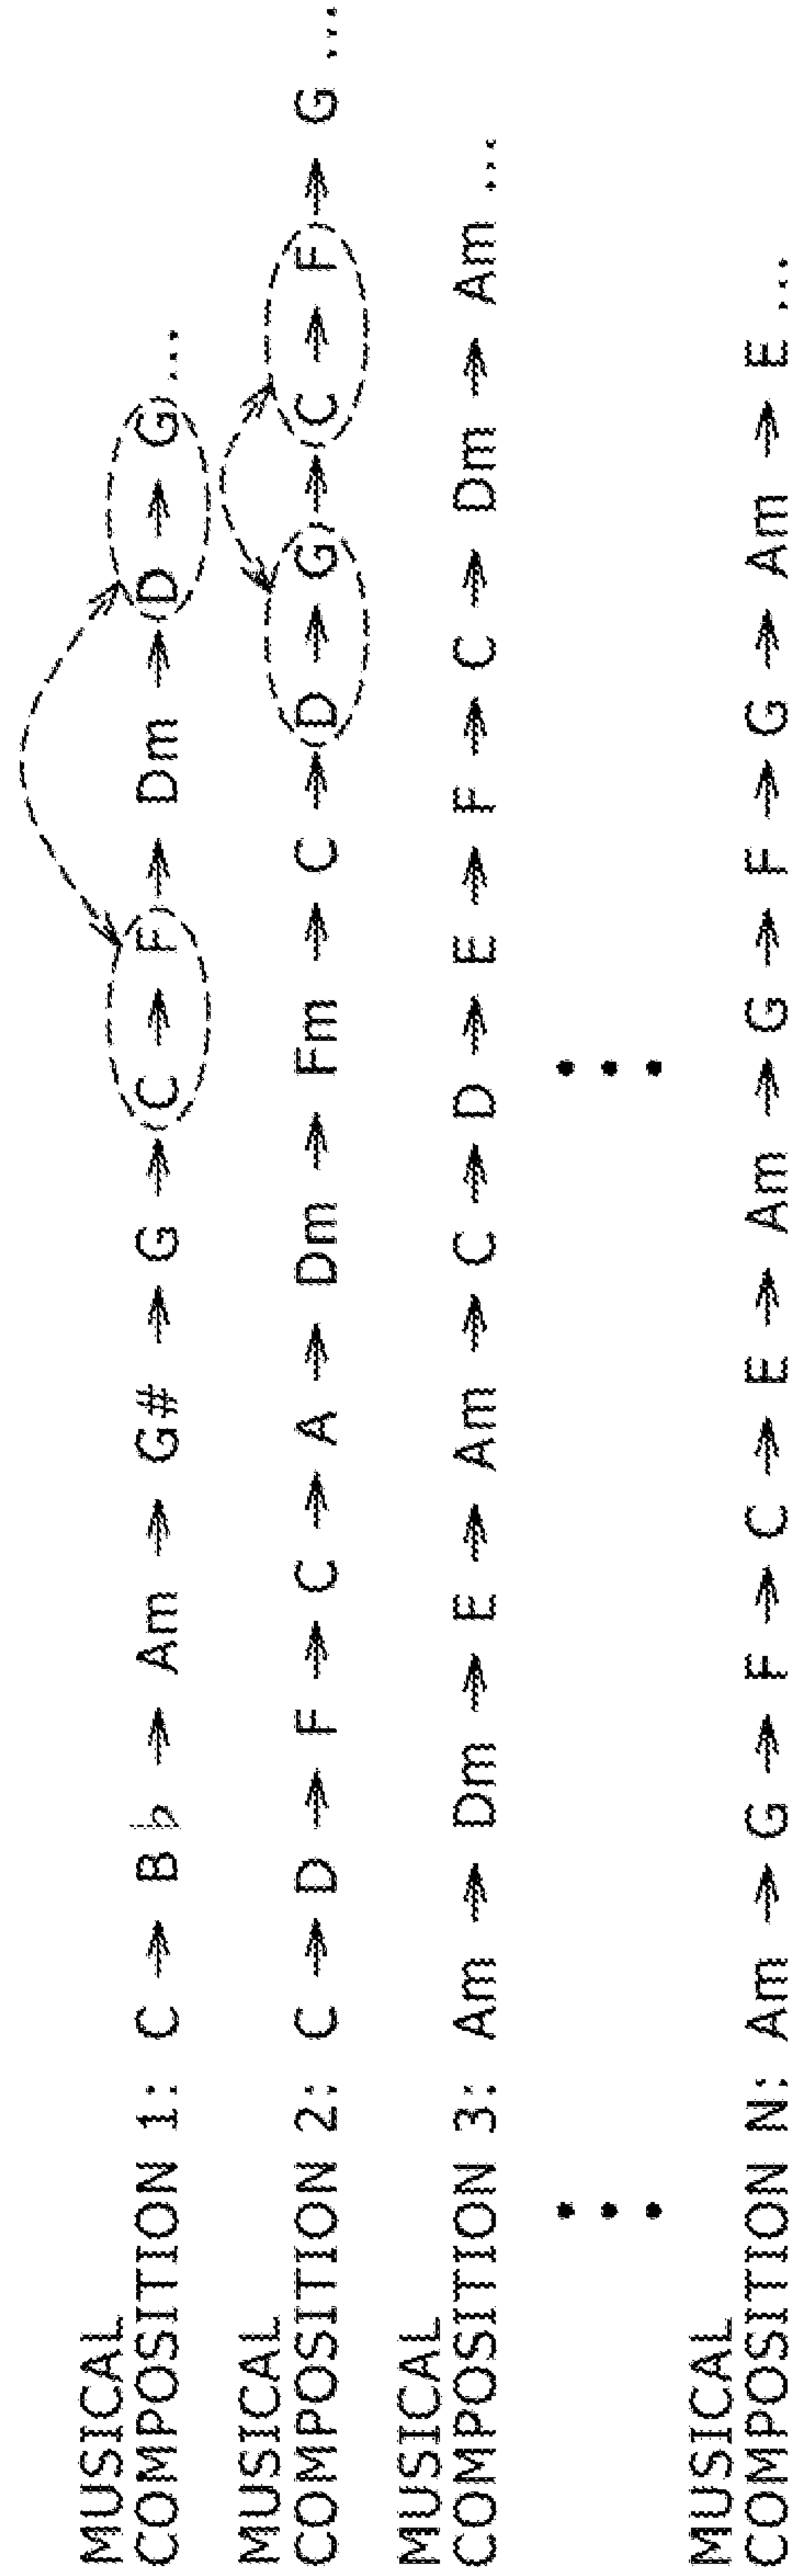 MUSICAL
COMPOSITION 1: C → B♭ → Am → G# → G → C → F → Dm → D → G ...
MUSICAL
COMPOSITION 2: C → D → F → C → A → Dm → Fm → C → D → G → C → F → G ...
MUSICAL
COMPOSITION 3: Am → Dm → E → Am → C → D → E → F → C → Dm → Am ...
MUSICAL
COMPOSITION N: Am → G → F → C → E → Am → G → F → G → Am → E ...